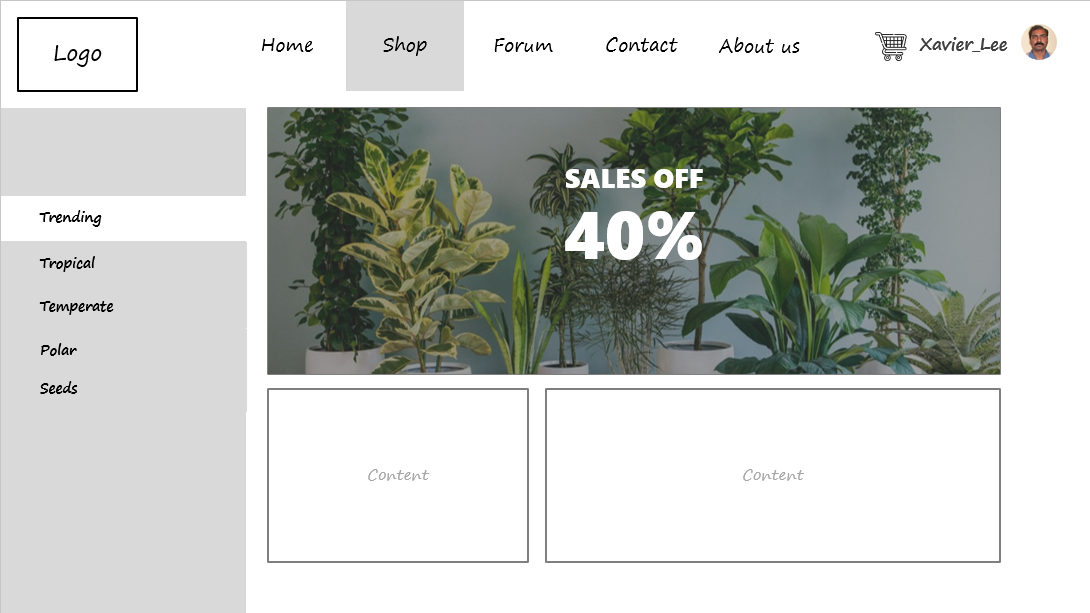 Logo
Home
Shop
Forum
Contact
About us
Xavier_Lee
Trending
Tropical
Temperate
Polar
Seeds
SALES OFF
40%
Content
Content